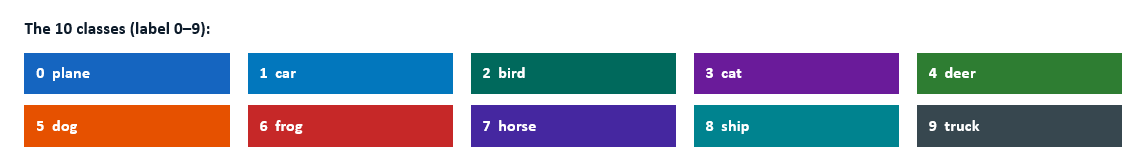 The 10 classes (label 0–9):
0 plane
1 car
2 bird
3 cat
4 deer
5 dog
6 frog
7 horse
8 ship
9 truck